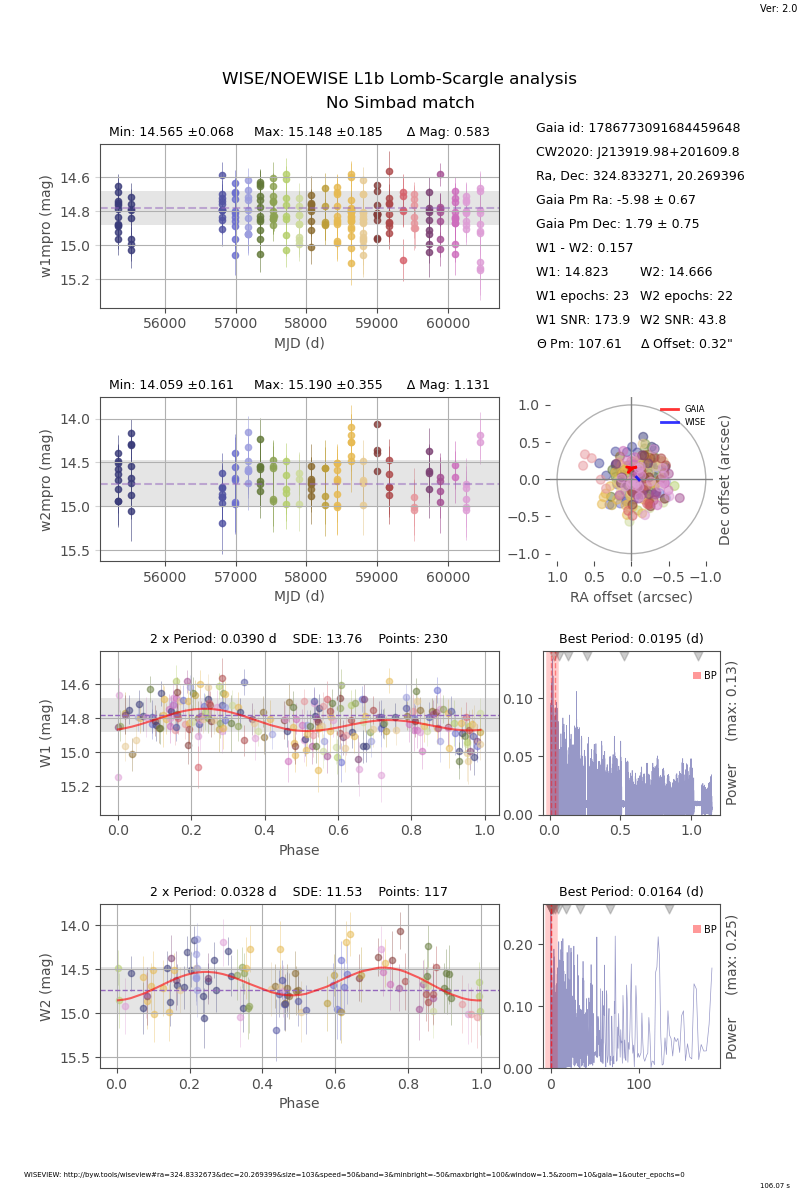 Ver: 2.0
WISE/NOEWISE L1b Lomb-Scargle analysis
No Simbad match
Min: 14.565 ±0.068 Max: 15.148 ±0.185 Δ Mag: 0.583
14.6
14.8
15.0
15.2
w1mpro (mag)
56000 57000 58000 59000 60000
MJD (d)
Gaia id: 1786773091684459648
CW2020: J213919.98+201609.8
Ra, Dec: 324.833271, 20.269396
Gaia Pm Ra: -5.98 ± 0.67
Gaia Pm Dec: 1.79 ± 0.75
W1 - W2: 0.157
W1: 14.823 W2: 14.666
W1 epochs: 23 W2 epochs: 22
W1 SNR: 173.9 W2 SNR: 43.8
Θ Pm: 107.61 Δ Offset: 0.32"
Min: 14.059 ±0.161 Max: 15.190 ±0.355 Δ Mag: 1.131
14.0
14.5
15.0
15.5
w2mpro (mag)
56000 57000 58000 59000 60000
MJD (d)
GAIA
WISE
1.0
0.5
0.0
−0.5
−1.0
Dec offset (arcsec)
1.0 0.5 0.0 −0.5 −1.0
RA offset (arcsec)
2 x Period: 0.0390 d SDE: 13.76 Points: 230
14.6
14.8
15.0
15.2
W1 (mag)
0.0 0.2 0.4 0.6 0.8 1.0
Phase
Best Period: 0.0195 (d)
BP
0.10
0.05
0.00
Power (max: 0.13)
0.0 0.5 1.0
2 x Period: 0.0328 d SDE: 11.53 Points: 117
14.0
14.5
15.0
15.5
W2 (mag)
0.0 0.2 0.4 0.6 0.8 1.0
Phase
Best Period: 0.0164 (d)
BP
0.20
0.10
0.00
Power (max: 0.25)
0 100
WISEVIEW: http://byw.tools/wiseview#ra=324.8332673&dec=20.269399&size=103&speed=50&band=3&minbright=-50&maxbright=100&window=1.5&zoom=10&gaia=1&outer_epochs=0
106.07 s